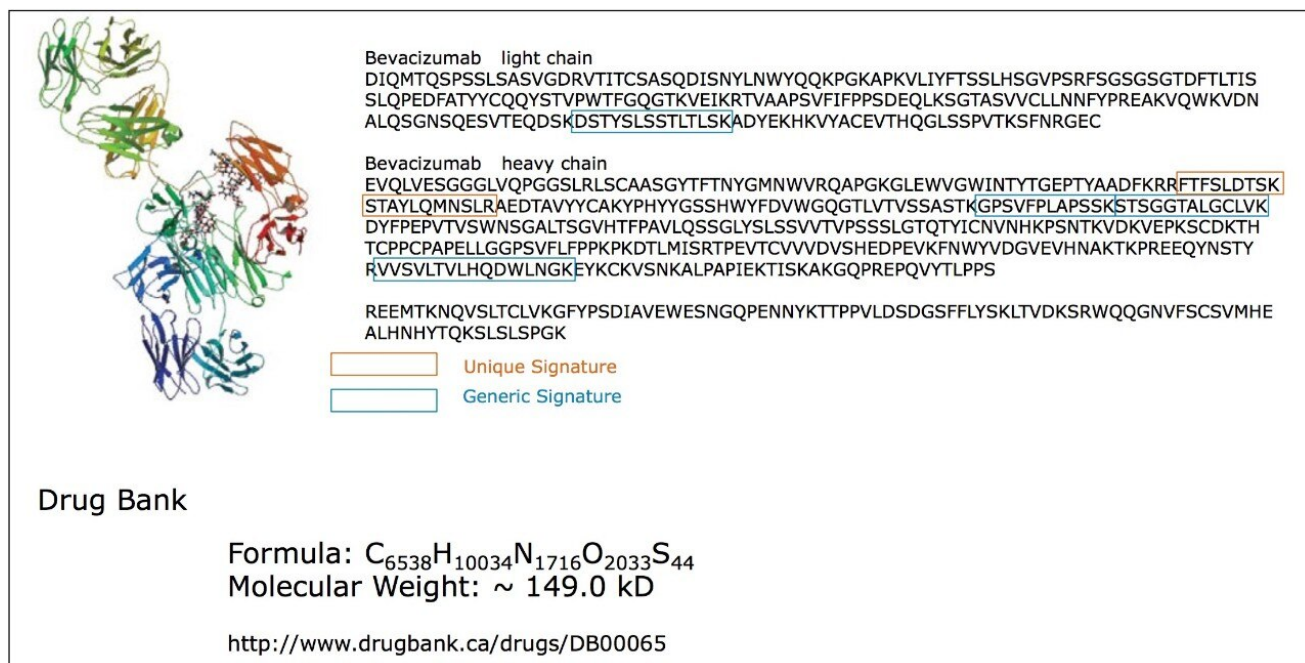 Bevacizumab light chain
DIQMTQSPSSLSASVGDRVTITCSASQDISNYLNWYQQKPGKAPKVLIYFTSSLHSGVPSRFSGSGSGTDFTLTIS
SLQPEDFATYYCQQYSTVPWTFGQGTKVEIKRTVAAPSVFIFPPSDEQLKSGTASVVCLLNNFYPREAKVQWKVDN
ALQSGNSQESVTEQDSKDSTYSLSSTLTLSKADYEKHKVYACEVTHQGLSSPVTKSFNRGEC
Bevacizumab heavy chain
EVQLVESGGGLVQPGGSLRLSCAASGYTFTNYGMNWVRQAPGKGLEWVGWINTYTGEPTYAADFKRRFTFSLDTSK
STAYLQMNSLRAEDTAVYYCAKYPHYYGSSHWYFDVWGQGTLVTVSSASTKGPSVFPLAPSSKSTSGGTALGCLVK
DYFPEPVTVSWNSGALTSGVHTFPAVLQSSGLYSLSSVVTVPSSSLGTQTYICNVNHKPSNTKVDKVEPKSCDKTH
TCPPCPAPELLGGPSVFLFPPKPKDTLMISRTPEVTCVVVDVSHEDPEVKFNWYVDGVEVHNAKTKPREEQYNSTY
RVVSVLTVLHQDWLNGKEYKCKVSNKALPAPIEKTISKAKGQPREPQVYTLPPS
REEMTKNQVSLTCLVKGFYPSDIAVEWESNGQPENNYKTTPPVLDSDGSFFLYSKLTVDKSRWQQGNVFSCSVMHE
ALHNHYTQKSLSLSPGK
Unique Signature
Generic Signature
Drug Bank
Formula: C6538H10034N1716O2033S44
Molecular Weight: ~ 149.0 kD
http://www.drugbank.ca/drugs/DB00065